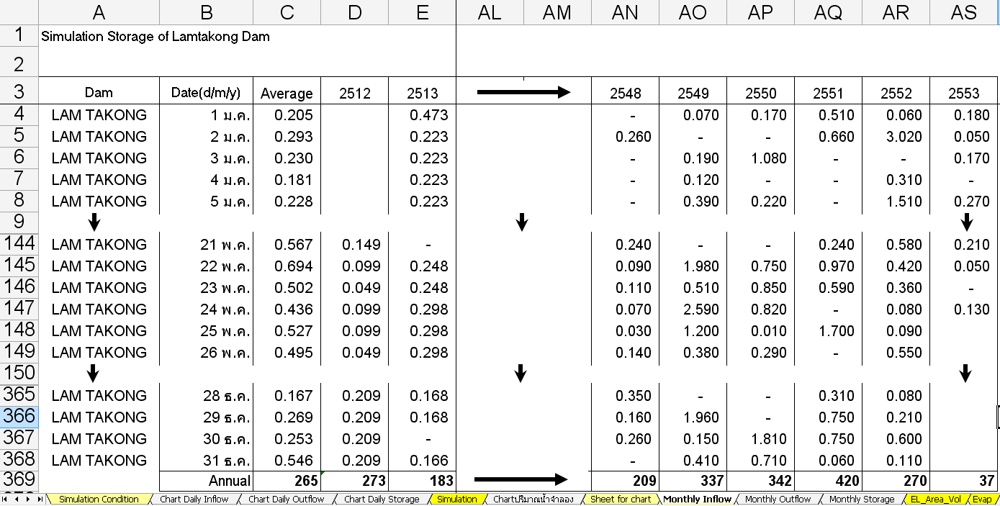 A B C D E AL AM AN AO AP AQ AR AS
1 Simulation Storage of Lamtakong Dam
2
3 Dam Date(d/m/y) Average 2512 2513 2548 2549 2550 2551 2552 2553
4 LAM TAKONG 1 ม.ค. 0.205 0.473 - 0.070 0.170 0.510 0.060 0.180
5 LAM TAKONG 2 ม.ค. 0.293 0.223 0.260 - - 0.660 3.020 0.050
6 LAM TAKONG 3 ม.ค. 0.230 0.223 - 0.190 1.080 - - 0.170
7 LAM TAKONG 4 ม.ค. 0.181 0.223 - 0.120 - 0.310 -
8 LAM TAKONG 5 ม.ค. 0.228 0.223 - 0.390 0.220 - 1.510 0.270
9
144 LAM TAKONG 21 พ.ค. 0.567 0.149 - 0.240 - - 0.240 0.580 0.210
145 LAM TAKONG 22 พ.ค. 0.694 0.099 0.248 0.090 1.980 0.750 0.970 0.420 0.050
146 LAM TAKONG 23 พ.ค. 0.502 0.049 0.248 0.110 0.510 0.850 0.590 0.360 -
147 LAM TAKONG 24 พ.ค. 0.436 0.099 0.298 0.070 2.590 0.820 - 0.080 0.130
148 LAM TAKONG 25 พ.ค. 0.527 0.099 0.298 0.030 1.200 0.010 1.700 0.090
149 LAM TAKONG 26 พ.ค. 0.495 0.049 0.298 0.140 0.380 0.290 - 0.550
150
365 LAM TAKONG 28 ธ.ค. 0.167 0.209 0.168 0.350 - - 0.310 0.080
366 LAM TAKONG 29 ธ.ค. 0.269 0.209 0.168 0.160 1.960 - 0.750 0.210
367 LAM TAKONG 30 ธ.ค. 0.253 0.209 - 0.260 0.150 1.810 0.750 0.600
368 LAM TAKONG 31 ธ.ค. 0.546 0.209 0.166 - 0.410 0.710 0.060 0.110
369 Annual 265 273 183 209 337 342 420 270 37
Simulation Condition Chart Daily Inflow Chart Daily Outflow Chart Daily Storage Simulation Chartปริมาณน้ำจำลอง Sheet for chart Monthly Inflow Monthly Outflow Monthly Storage EL_Area_Vol Evap